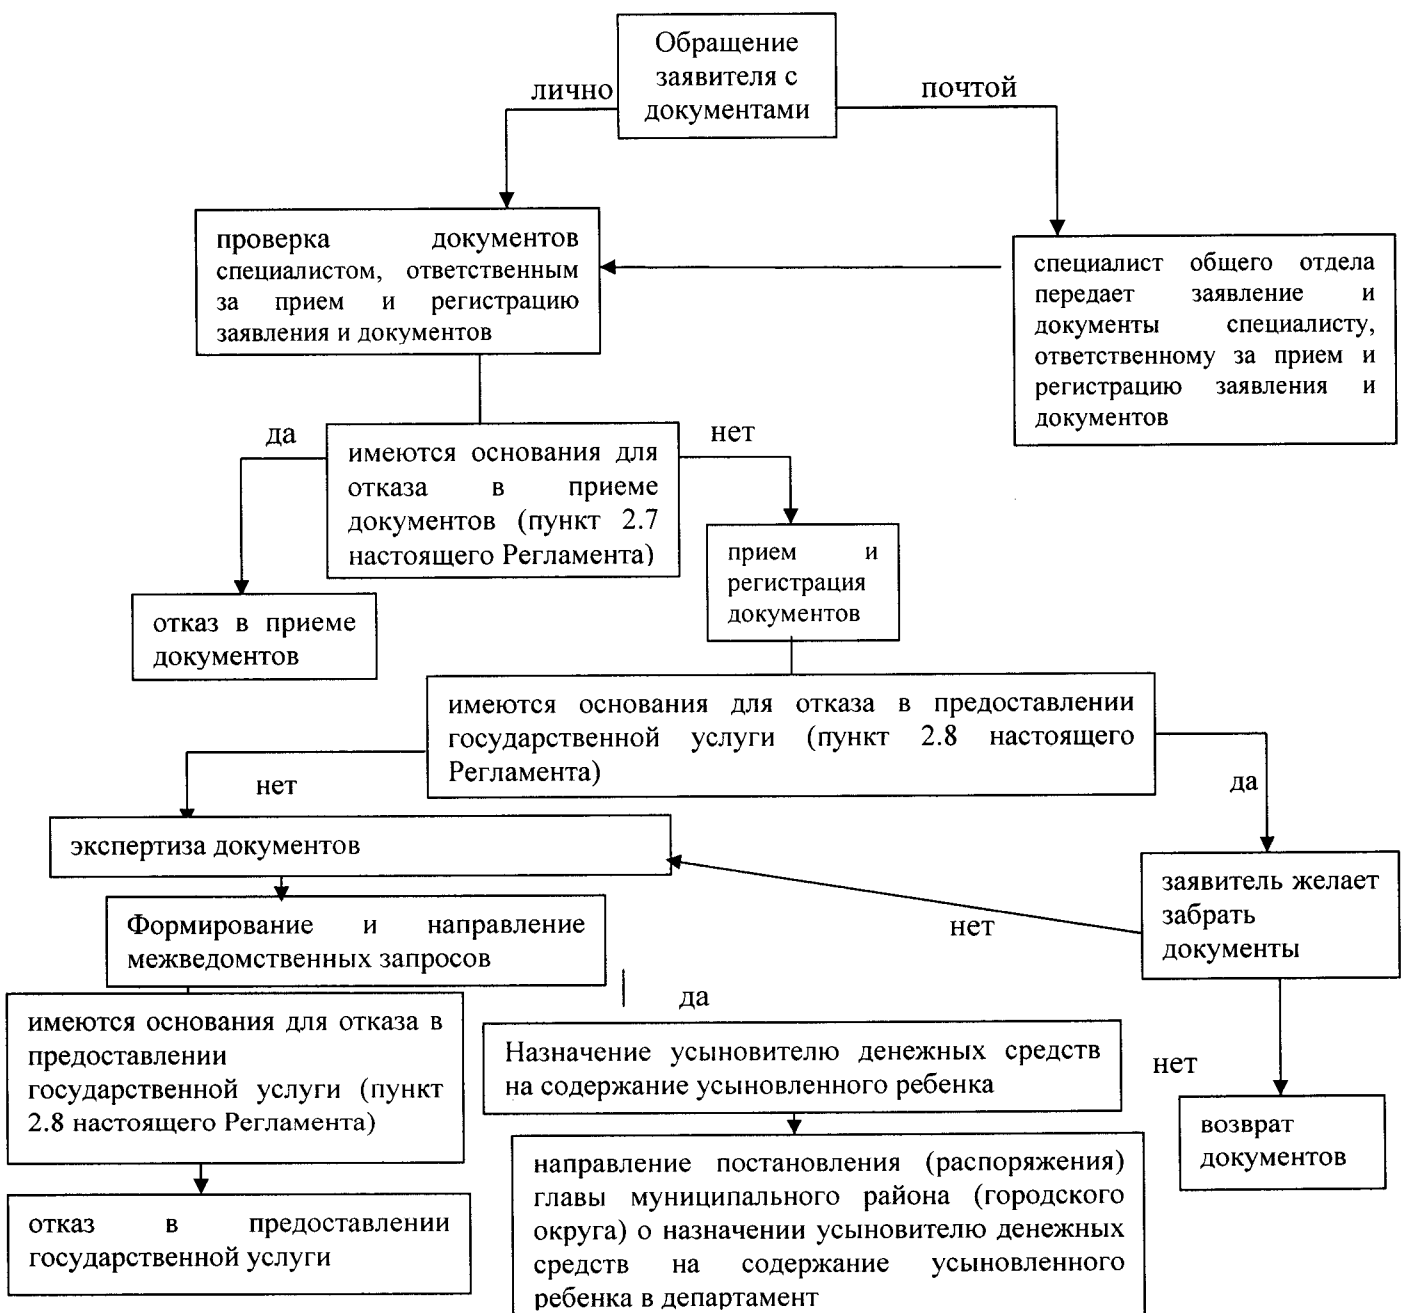 Обращение
заявителя с
документами
лично
почтой
проверка документов
специалистом, ответственным
за прием и регистрацию
заявления и документов
специалист общего отдела
передает заявление и
документы специалисту,
ответственному за прием и
регистрацию заявления и
документов
да
нет
имеются основания для
отказа в приеме
документов (пункт 2.7
настоящего Регламента)
прием и
регистрация
документов
отказ в приеме
документов
имеются основания для отказа в предоставлении
государственной услуги (пункт 2.8 настоящего
Регламента)
нет
да
экспертиза документов
заявитель желает
забрать
документы
нет
Формирование и направление
межведомственных запросов
да
имеются основания для отказа в
предоставлении
государственной услуги (пункт
2.8 настоящего Регламента)
Назначение усыновителю денежных средств
на содержание усыновленного ребенка
нет
возврат
документов
направление постановления (распоряжения)
главы муниципального района (городского
округа) о назначении усыновителю денежных
средств на содержание усыновленного
ребенка в департамент
отказ в предоставлении
государственной услуги